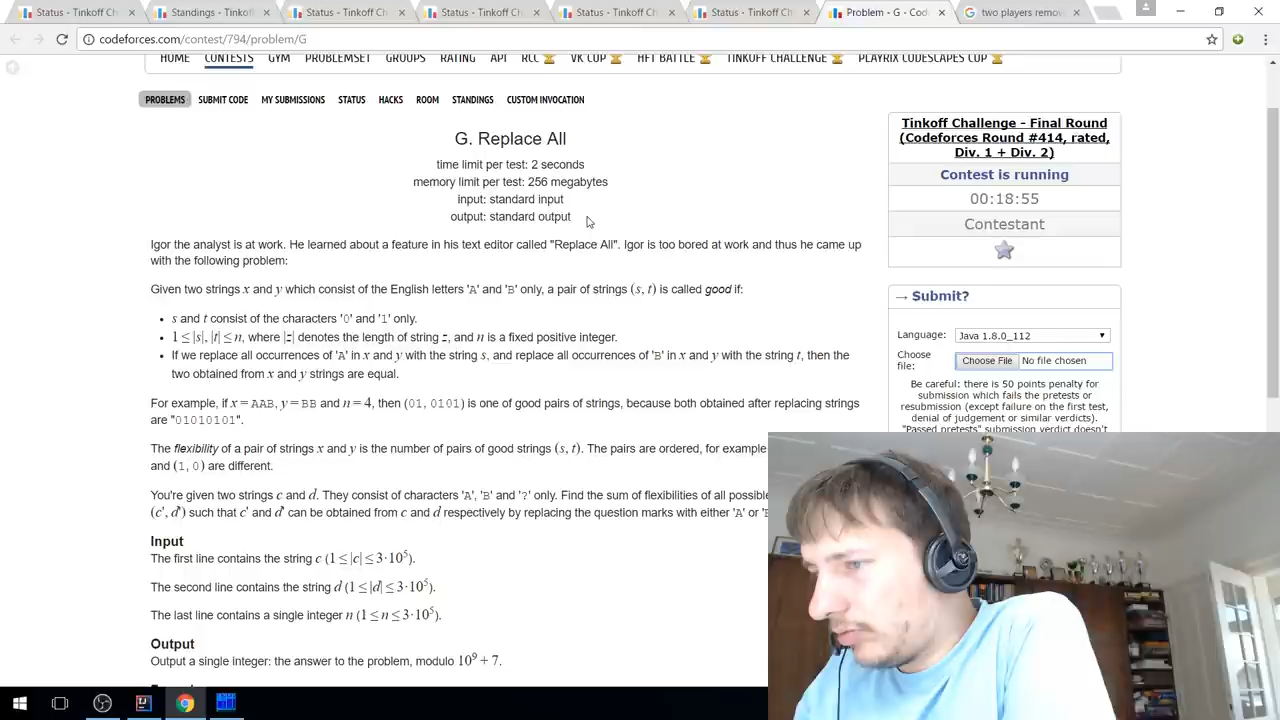 Status - Tinkoff Ch
Standings - Tinkoff
Status - Tinkoff Ch
Status - Tinkoff Ch
Status - Tinkoff Ch
Status - Tinkoff Ch
Problem - G - Code
two players remov
codeforces.com/contest/794/problem/G
HOME CONTESTS GYM PROBLEMSET GROUPS RATING API RCC VK CUP HFT BATTLE TINKOFF CHALLENGE PLAYRIX CODESCAPES CUP
PROBLEMS SUBMIT CODE MY SUBMISSIONS STATUS HACKS ROOM STANDINGS CUSTOM INVOCATION
G. Replace All
time limit per test: 2 seconds
memory limit per test: 256 megabytes
input: standard input
output: standard output
Igor the analyst is at work. He learned about a feature in his text editor called "Replace All". Igor is too bored at work and thus he came up
with the following problem:
Given two strings x and y which consist of the English letters 'A' and 'B' only, a pair of strings (s, t) is called good if:
• s and t consist of the characters '0' and '1' only.
• 1 ≤ |s|, |t| ≤ n, where |z| denotes the length of string z, and n is a fixed positive integer.
• If we replace all occurrences of 'A' in x and y with the string s, and replace all occurrences of 'B' in x and y with the string t, then the
two obtained from x and y strings are equal.
For example, if x = AAB, y = BB and n = 4, then (01, 0101) is one of good pairs of strings, because both obtained after replacing strings
are "01010101".
The flexibility of a pair of strings x and y is the number of pairs of good strings (s, t). The pairs are ordered, for example
and (1, 0) are different.
You're given two strings c and d. They consist of characters 'A', 'B' and '?' only. Find the sum of flexibilities of all possible
(c', d') such that c' and d' can be obtained from c and d respectively by replacing the question marks with either 'A' or 'B
Input
The first line contains the string c (1 ≤ |c| ≤ 3·10⁵).
The second line contains the string d (1 ≤ |d| ≤ 3·10⁵).
The last line contains a single integer n (1 ≤ n ≤ 3·10⁵).
Output
Output a single integer: the answer to the problem, modulo 10⁹ + 7.
Tinkoff Challenge - Final Round
(Codeforces Round #414, rated,
Div. 1 + Div. 2)
Contest is running
00:18:55
Contestant
→ Submit?
Language: Java 1.8.0_112
Choose
file: Choose File No file chosen
Be careful: there is 50 points penalty for
submission which fails the pretests or
resubmission (except failure on the first test,
denial of judgement or similar verdicts).
"Passed pretests" submission verdict doesn't